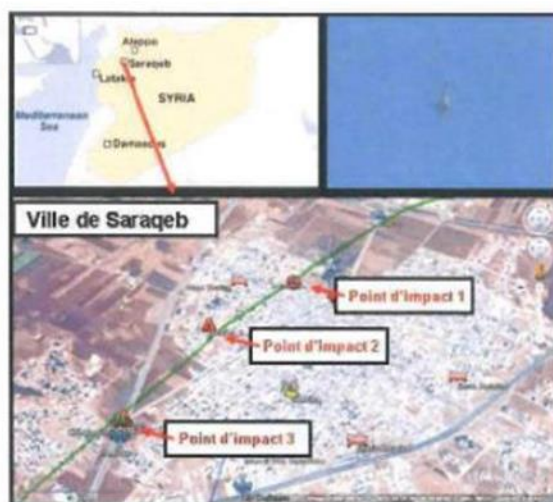 Aleppo
Saraqeb
Latakia
SYRIA
Mediterranean
Sea
Damascus
Ville de Saraqeb
Point d'impact 1
Point d'impact 2
Point d'impact 3